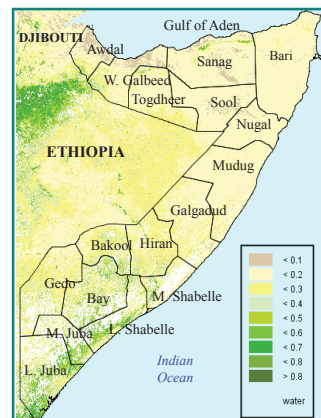 Gulf of Aden
DJIBOUTI
Awdal
Sanag
Bari
W. Galbeed
Togdheer
Sool
Nugal
ETHIOPIA
Mudug
Galgadud
Bakool
Hiran
Gedo
Bay
M. Shabelle
M. Juba
L. Shabelle
L. Juba
Indian
Ocean
< 0.1
< 0.2
< 0.3
< 0.4
< 0.5
< 0.6
< 0.7
< 0.8
> 0.8
water